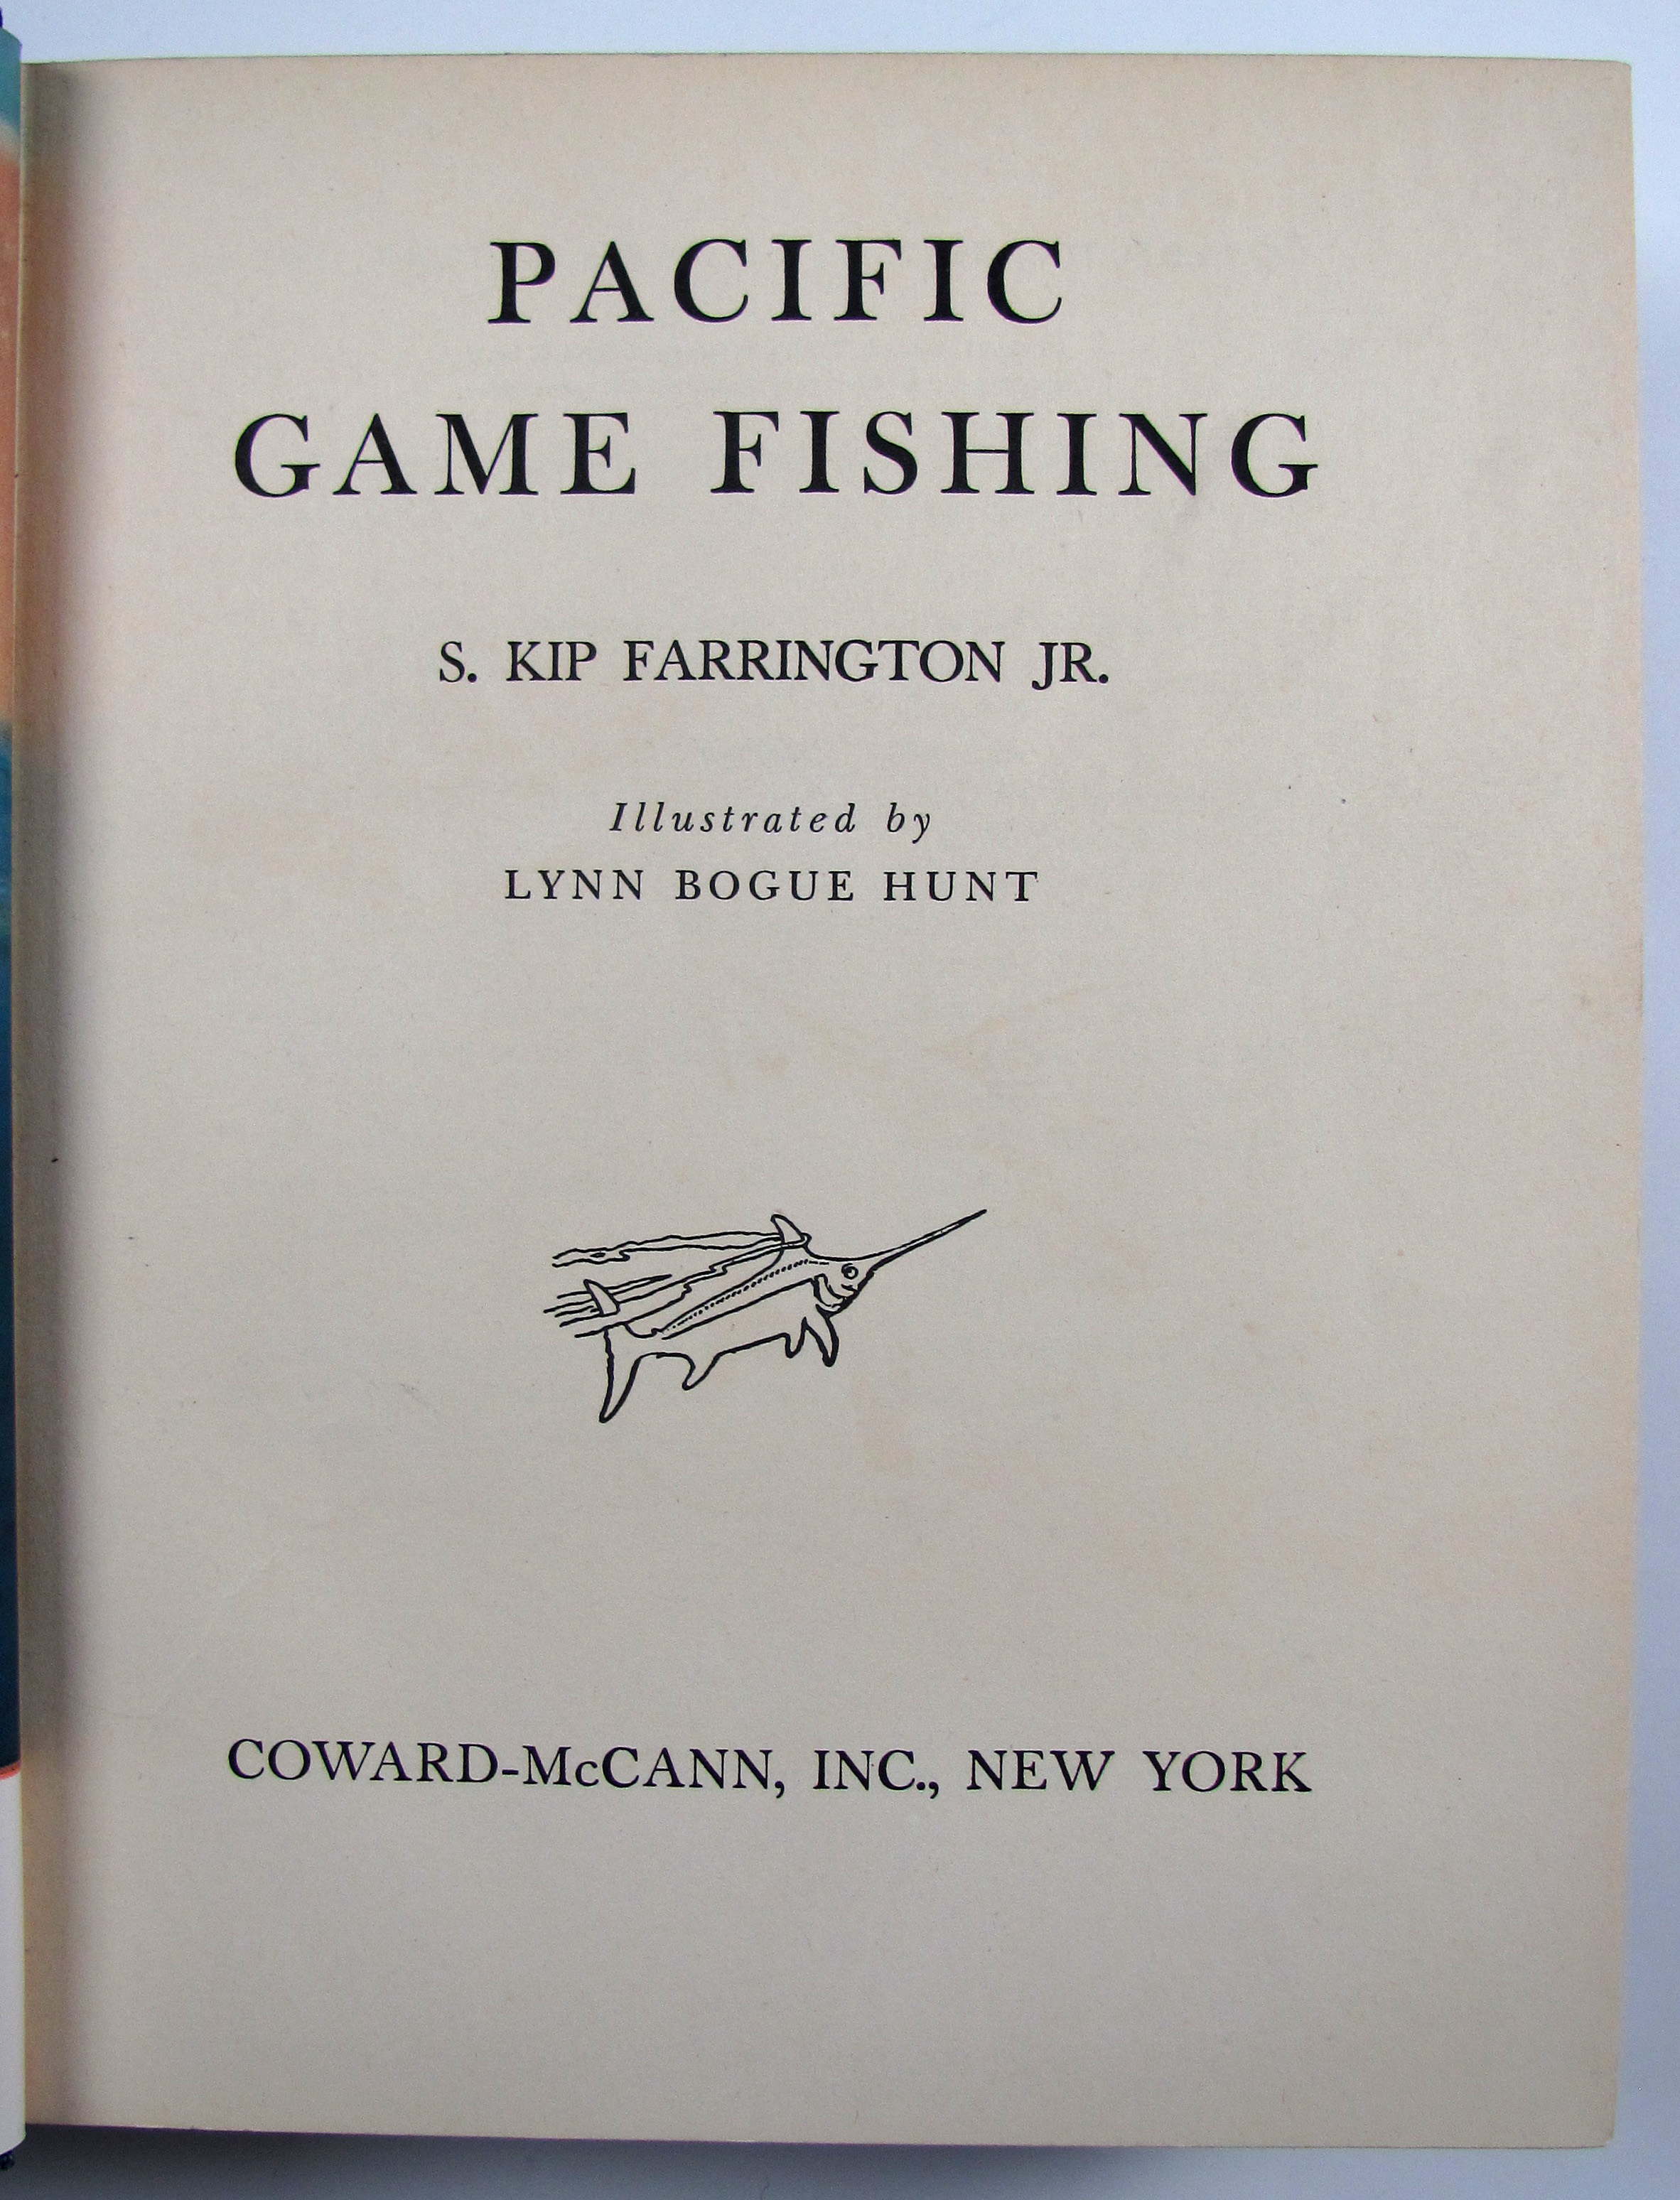 PACIFIC
GAME FISHING
S. KIP FARRINGTON JR.
Illustrated by
LYNN BOGUE HUNT
COWARD-McCANN, INC., NEW YORK